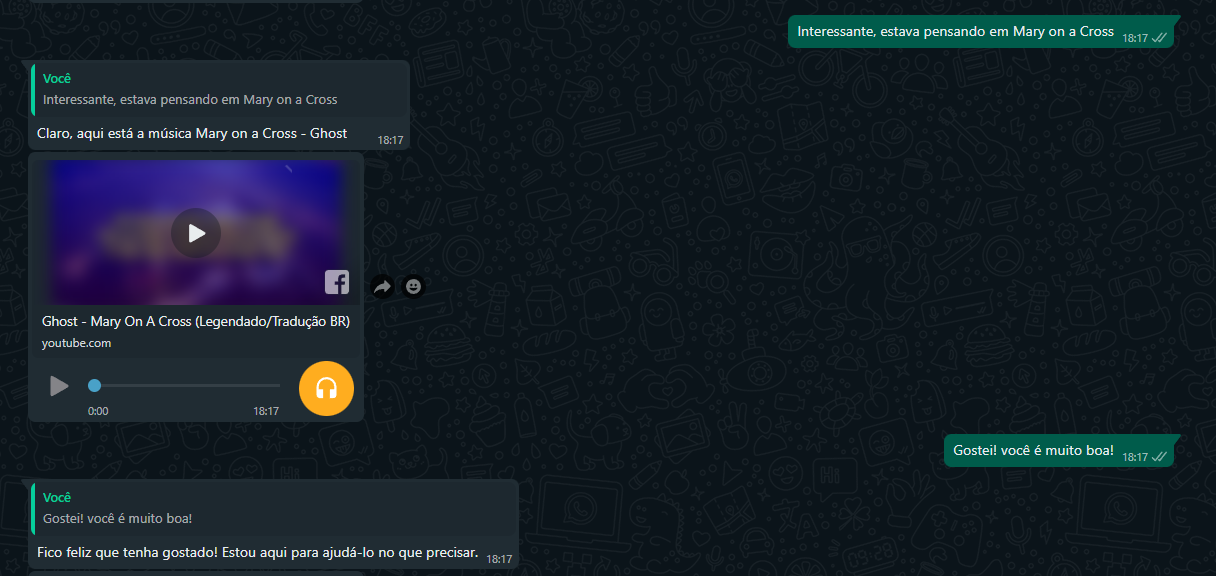 Interessante, estava pensando em Mary on a Cross 18:17
Você
Interessante, estava pensando em Mary on a Cross
Claro, aqui está a música Mary on a Cross - Ghost 18:17
Ghost - Mary On A Cross (Legendado/Tradução BR)
youtube.com
0:00 18:17
Gostei! você é muito boa! 18:17
Você
Gostei! você é muito boa!
Fico feliz que tenha gostado! Estou aqui para ajudá-lo no que precisar. 18:17